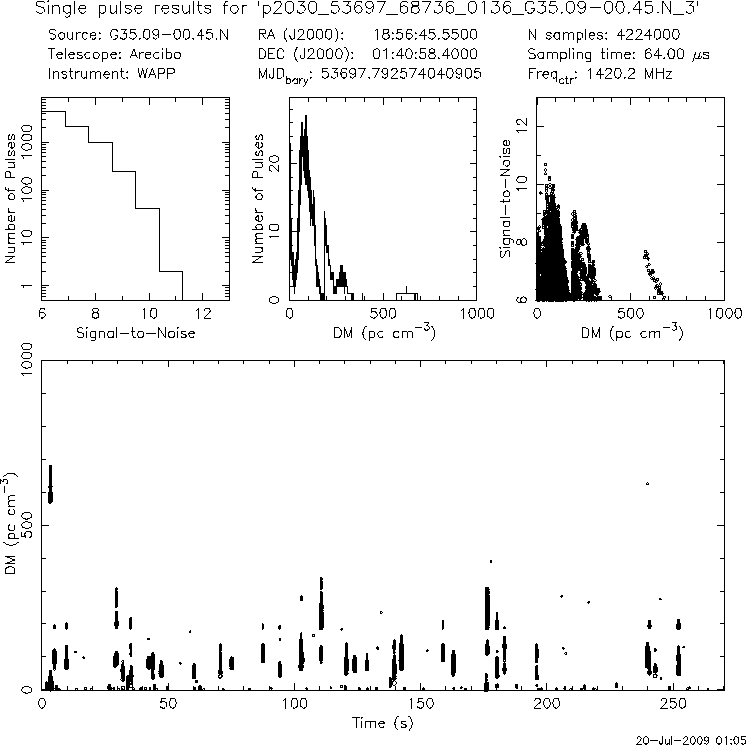 Single pulse results for 'p2030_53697_68736_0136_G35.09−00.45.N_3'
Source: G35.09−00.45.N RA (J2000): 18:56:45.5500 N samples: 4224000
Telescope: Arecibo DEC (J2000): 01:40:58.4000 Sampling time: 64.00 μs
Instrument: WAPP MJD_bary: 53697.792574040905 Freq_ctr: 1420.2 MHz
Number of Pulses
1 10 100 1000
6 8 10 12
Signal−to−Noise
Number of Pulses
0 10 20
0 500 1000
DM (pc cm⁻³)
Signal−to−Noise
6 8 10 12
0 500 1000
DM (pc cm⁻³)
DM (pc cm⁻³)
0 500 1000
0 50 100 150 200 250
Time (s)
20−Jul−2009 01:05